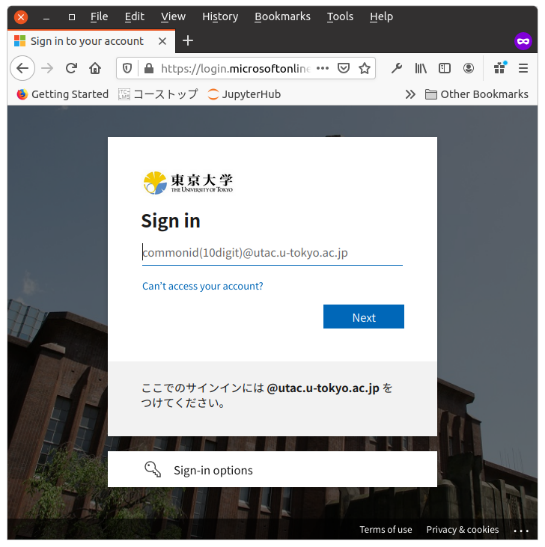 File Edit View History Bookmarks Tools Help
Sign in to your account
https://login.microsoftonline
Getting Started コーストップ JupyterHub Other Bookmarks
東京大学
THE UNIVERSITY OF TOKYO
Sign in
commonid(10digit)@utac.u-tokyo.ac.jp
Can't access your account?
Next
ここでのサインインには @utac.u-tokyo.ac.jp を
つけてください。
Sign-in options
Terms of use Privacy & cookies